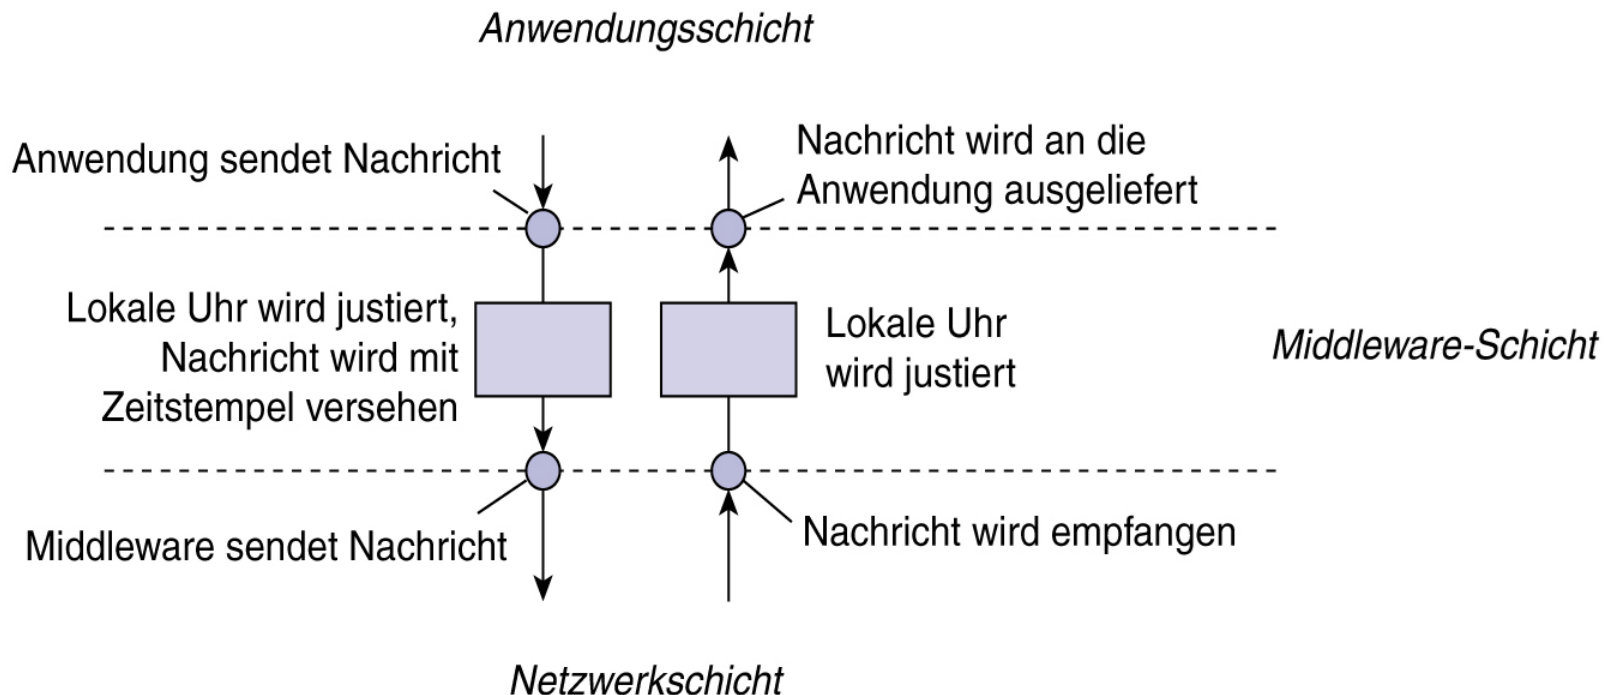 Anwendungsschicht
Anwendung sendet Nachricht
Nachricht wird an die
Anwendung ausgeliefert
Lokale Uhr wird justiert,
Nachricht wird mit
Zeitstempel versehen
Lokale Uhr
wird justiert
Middleware-Schicht
Middleware sendet Nachricht
Nachricht wird empfangen
Netzwerkschicht